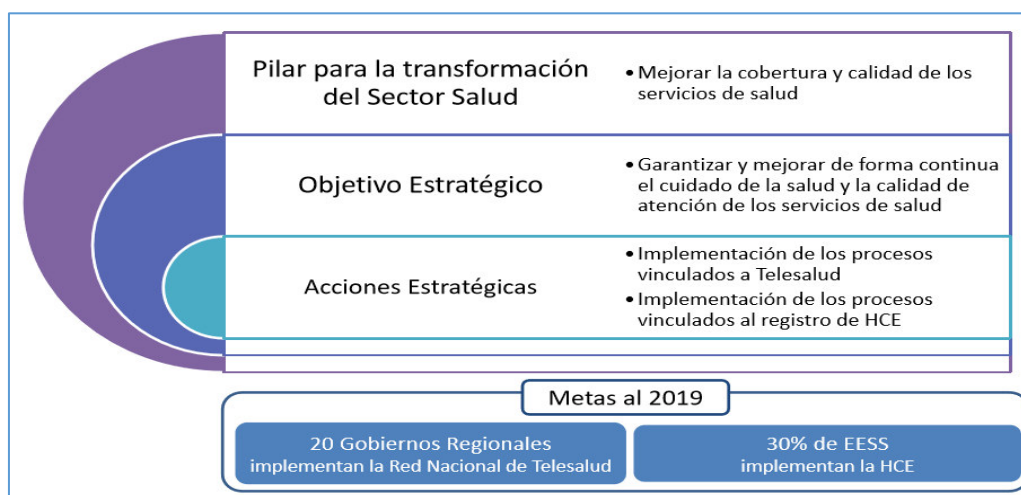 Pilar para la transformación
del Sector Salud
• Mejorar la cobertura y calidad de los
servicios de salud
Objetivo Estratégico
• Garantizar y mejorar de forma continua
el cuidado de la salud y la calidad de
atención de los servicios de salud
Acciones Estratégicas
• Implementación de los procesos
vinculados a Telesalud
• Implementación de los procesos
vinculados al registro de HCE
Metas al 2019
20 Gobiernos Regionales
implementan la Red Nacional de Telesalud
30% de EESS
implementan la HCE